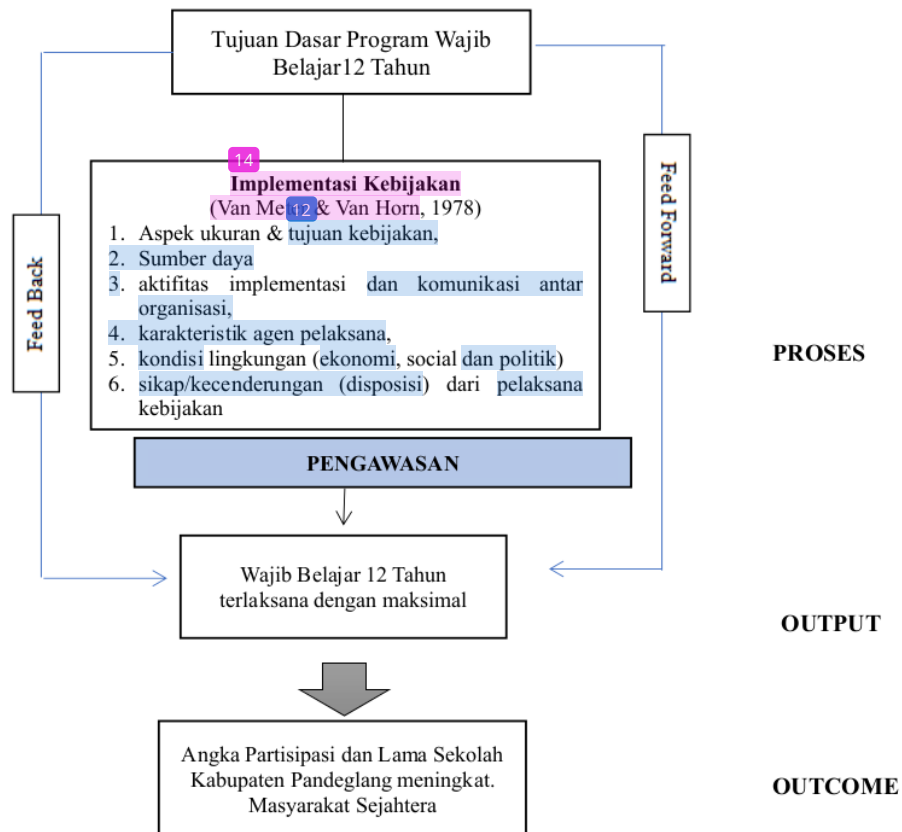 Tujuan Dasar Program Wajib
Belajar12 Tahun
14
Implementasi Kebijakan
(Van Me 12 & Van Horn, 1978)
1. Aspek ukuran & tujuan kebijakan,
2. Sumber daya
3. aktifitas implementasi dan komunikasi antar
organisasi,
4. karakteristik agen pelaksana,
5. kondisi lingkungan (ekonomi, social dan politik)
6. sikap/kecenderungan (disposisi) dari pelaksana
kebijakan
Feed Back
Feed Forward
PROSES
PENGAWASAN
Wajib Belajar 12 Tahun
terlaksana dengan maksimal
OUTPUT
Angka Partisipasi dan Lama Sekolah
Kabupaten Pandeglang meningkat.
Masyarakat Sejahtera
OUTCOME